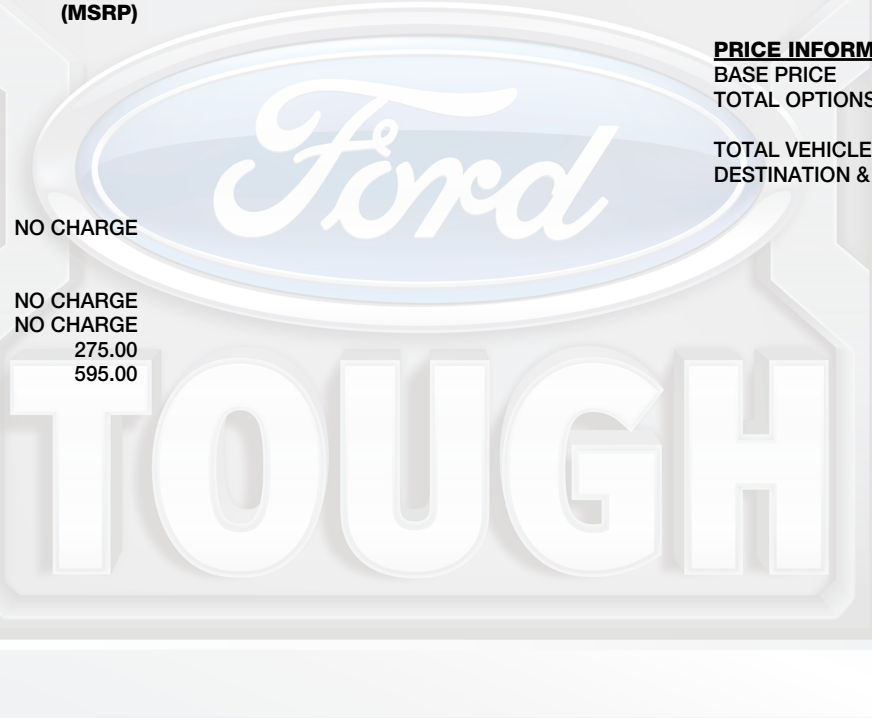 (MSRP)
PRICE INFORM
BASE PRICE
TOTAL OPTIONS
TOTAL VEHICLE
DESTINATION &
NO CHARGE
NO CHARGE
NO CHARGE
275.00
595.00
Ford
TOUGH